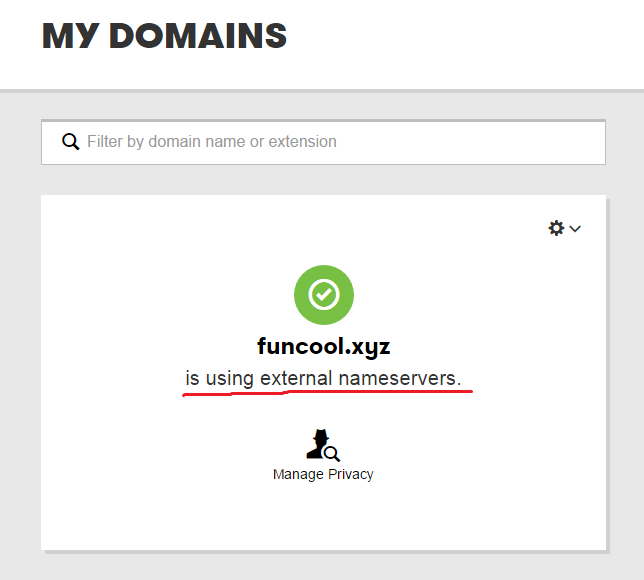 MY DOMAINS
Filter by domain name or extension
funcool.xyz
is using external nameservers.
Manage Privacy